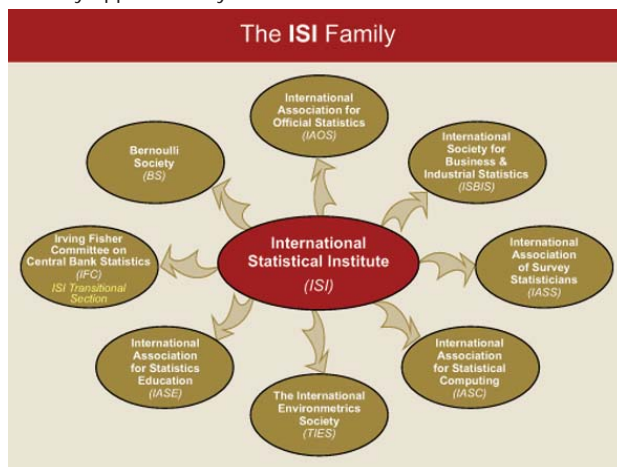 The ISI Family
International
Association for
Official Statistics
(IAOS)
Bernoulli
Society
(BS)
International
Society for
Business &
Industrial Statistics
(ISBIS)
Irving Fisher
Committee on
Central Bank Statistics
(IFC)
ISI Transitional
Section
International
Statistical Institute
(ISI)
International
Association
of Survey
Statisticians
(IASS)
International
Association
for Statistics
Education
(IASE)
The International
Environmetrics
Society
(TIES)
International
Association
for Statistical
Computing
(IASC)